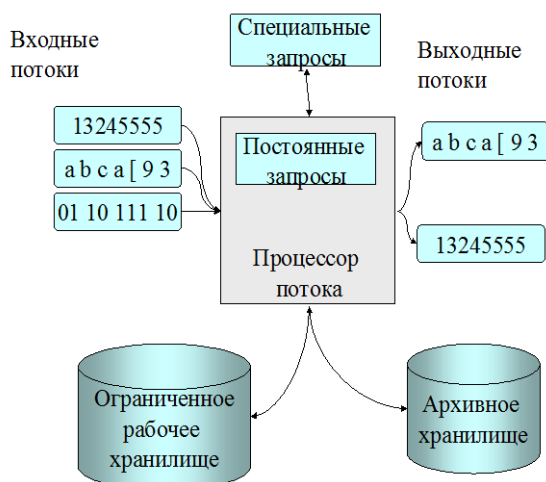 Входные
потоки
Специальные
запросы
Выходные
потоки
13245555
a b c a [ 9 3
01 10 111 10
Постоянные
запросы
Процессор
потока
a b c a [ 9 3
13245555
Ограниченное
рабочее
хранилище
Архивное
хранилище